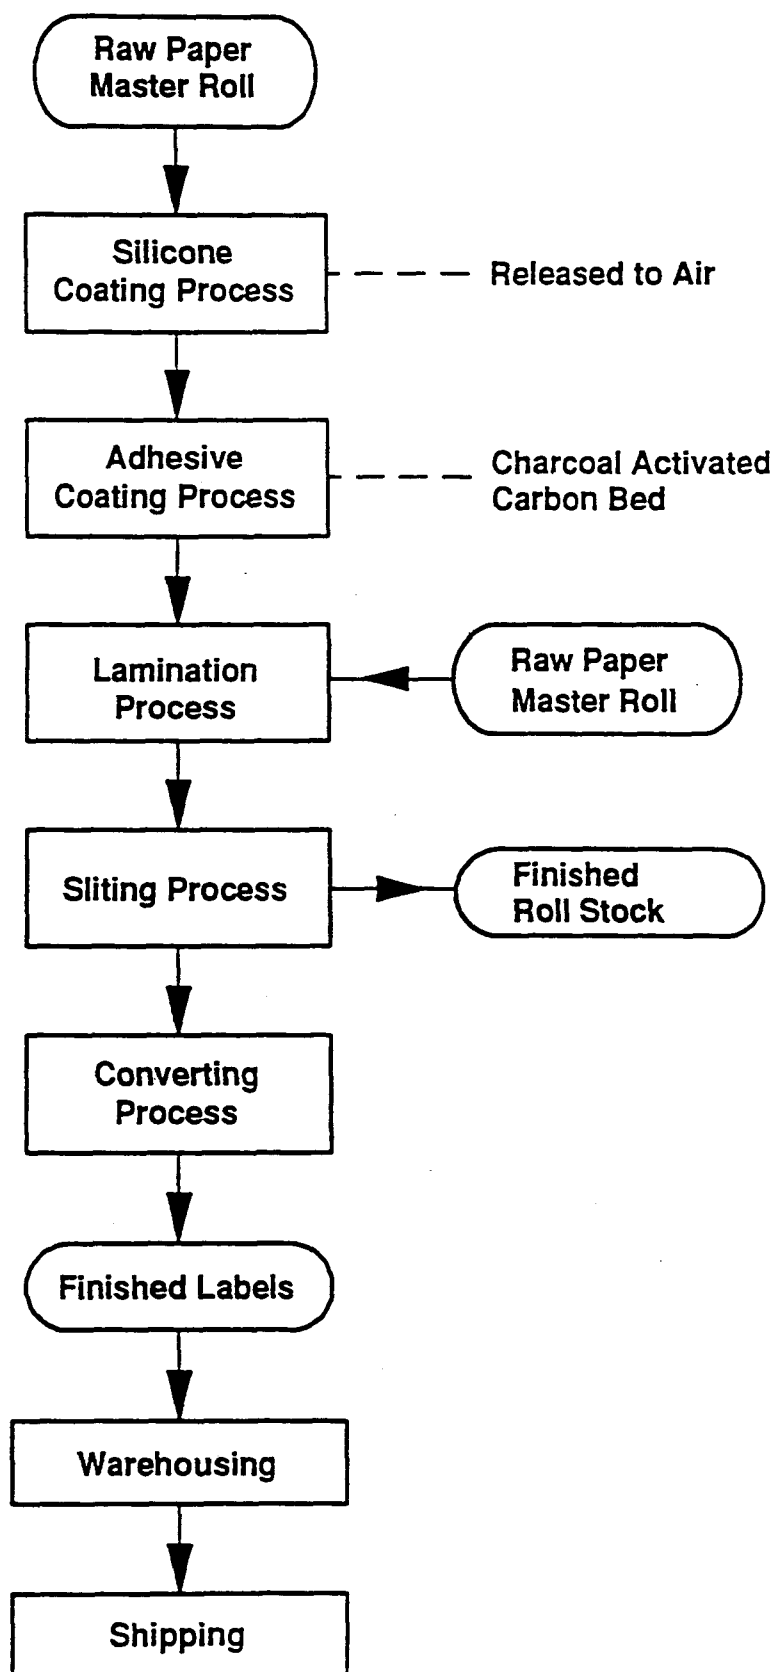 Raw Paper
Master Roll
Silicone
Coating Process
Released to Air
Adhesive
Coating Process
Charcoal Activated
Carbon Bed
Lamination
Process
Raw Paper
Master Roll
Sliting Process
Finished
Roll Stock
Converting
Process
Finished Labels
Warehousing
Shipping